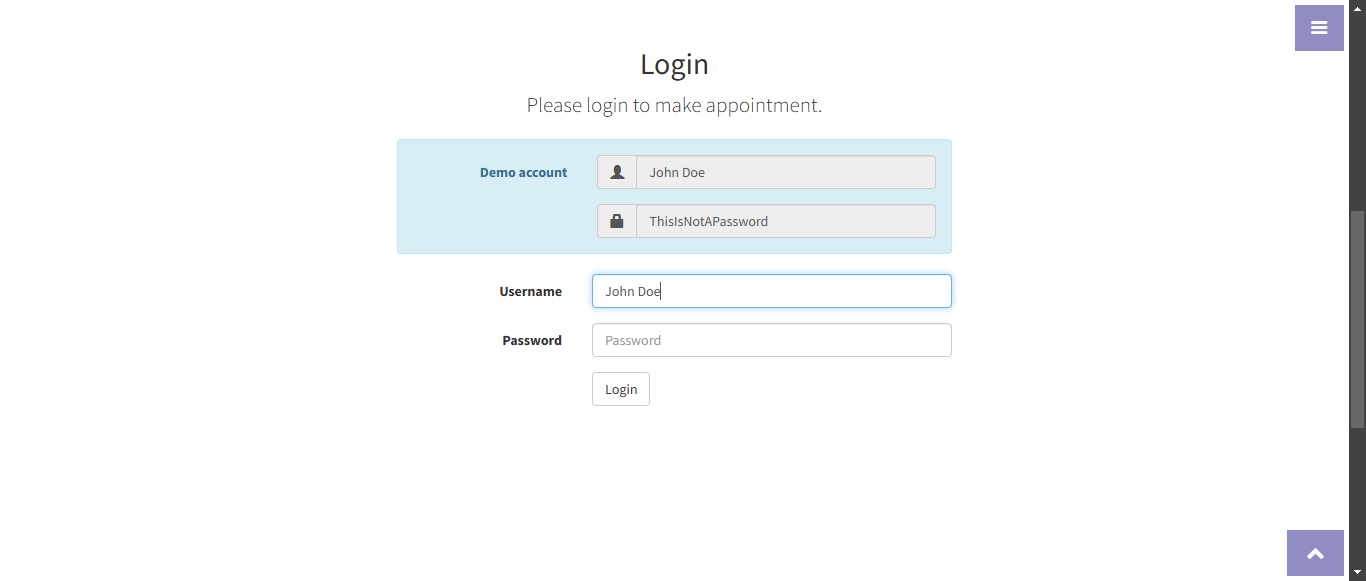 Login
Please login to make appointment.
Demo account
John Doe
ThisIsNotAPassword
Username
John Doe
Password
Password
Login